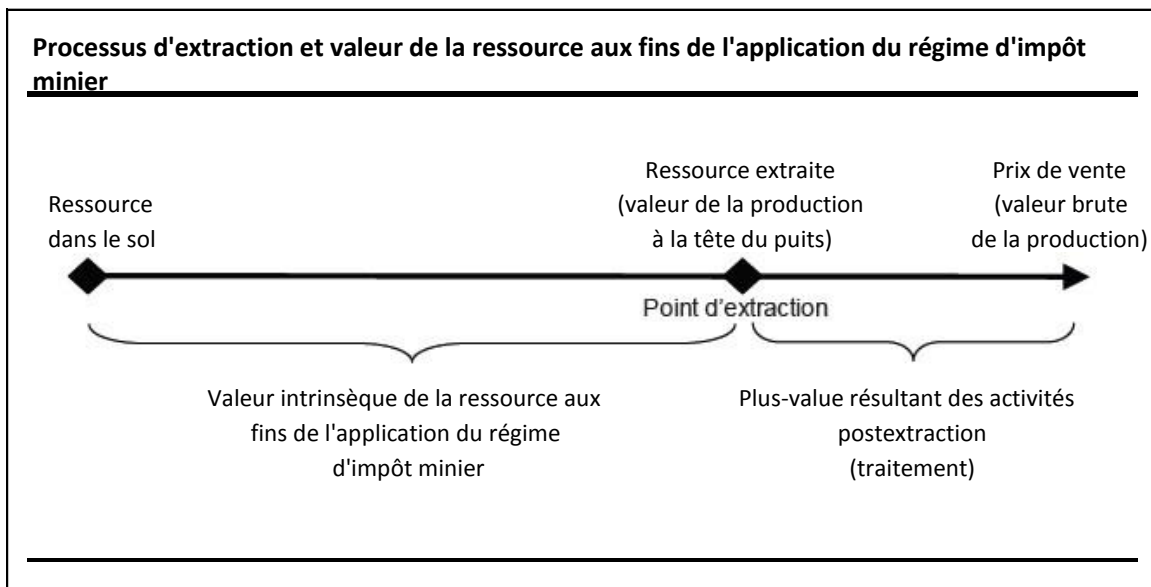 Processus d'extraction et valeur de la ressource aux fins de l'application du régime d'impôt
minier
Ressource
dans le sol
Ressource extraite
(valeur de la production
à la tête du puits)
Prix de vente
(valeur brute
de la production)
Point d'extraction
Valeur intrinsèque de la ressource aux
fins de l'application du régime
d'impôt minier
Plus-value résultant des activités
postextraction
(traitement)